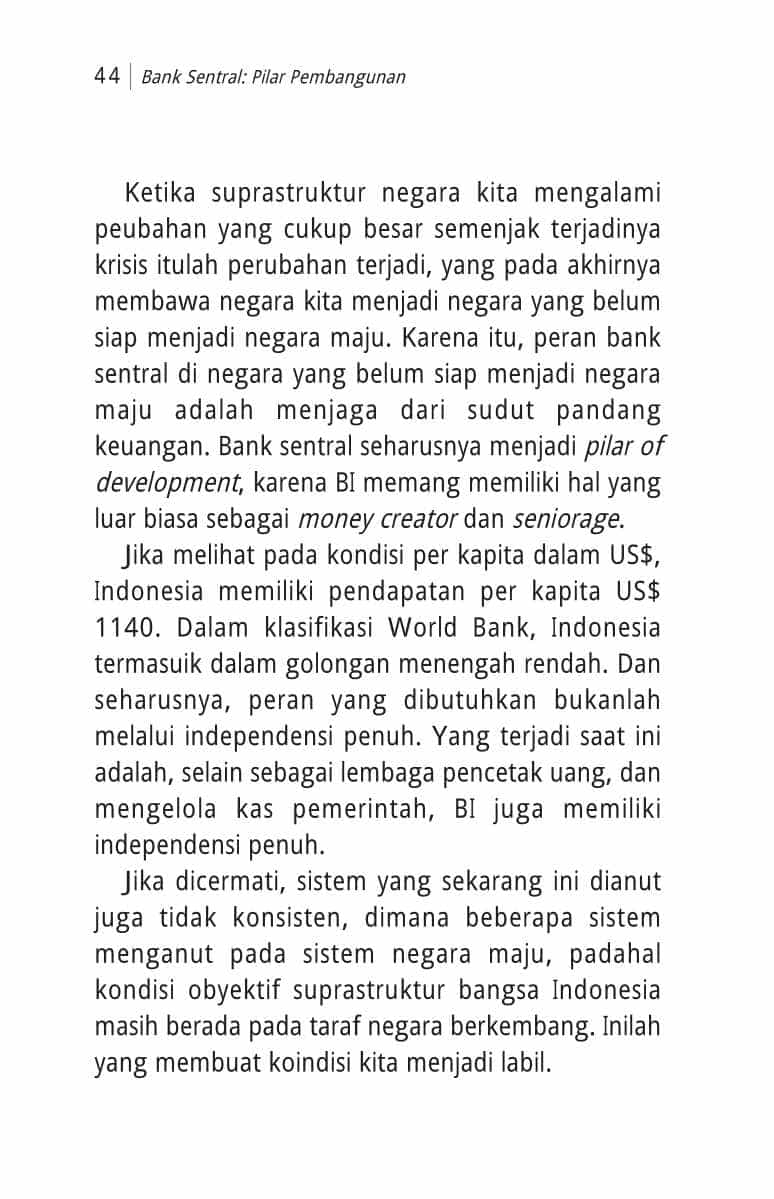 44 | Bank Sentral: Pilar Pembangunan
Ketika suprastruktur negara kita mengalami
peubahan yang cukup besar semenjak terjadinya
krisis itulah perubahan terjadi, yang pada akhirnya
membawa negara kita menjadi negara yang belum
siap menjadi negara maju. Karena itu, peran bank
sentral di negara yang belum siap menjadi negara
maju adalah menjaga dari sudut pandang
keuangan. Bank sentral seharusnya menjadi pilar of
development, karena BI memang memiliki hal yang
luar biasa sebagai money creator dan seniorage.
Jika melihat pada kondisi per kapita dalam US$,
Indonesia memiliki pendapatan per kapita US$
1140. Dalam klasifikasi World Bank, Indonesia
termasuik dalam golongan menengah rendah. Dan
seharusnya, peran yang dibutuhkan bukanlah
melalui independensi penuh. Yang terjadi saat ini
adalah, selain sebagai lembaga pencetak uang, dan
mengelola kas pemerintah, BI juga memiliki
independensi penuh.
Jika dicermati, sistem yang sekarang ini dianut
juga tidak konsisten, dimana beberapa sistem
menganut pada sistem negara maju, padahal
kondisi obyektif suprastruktur bangsa Indonesia
masih berada pada taraf negara berkembang. Inilah
yang membuat koindisi kita menjadi labil.